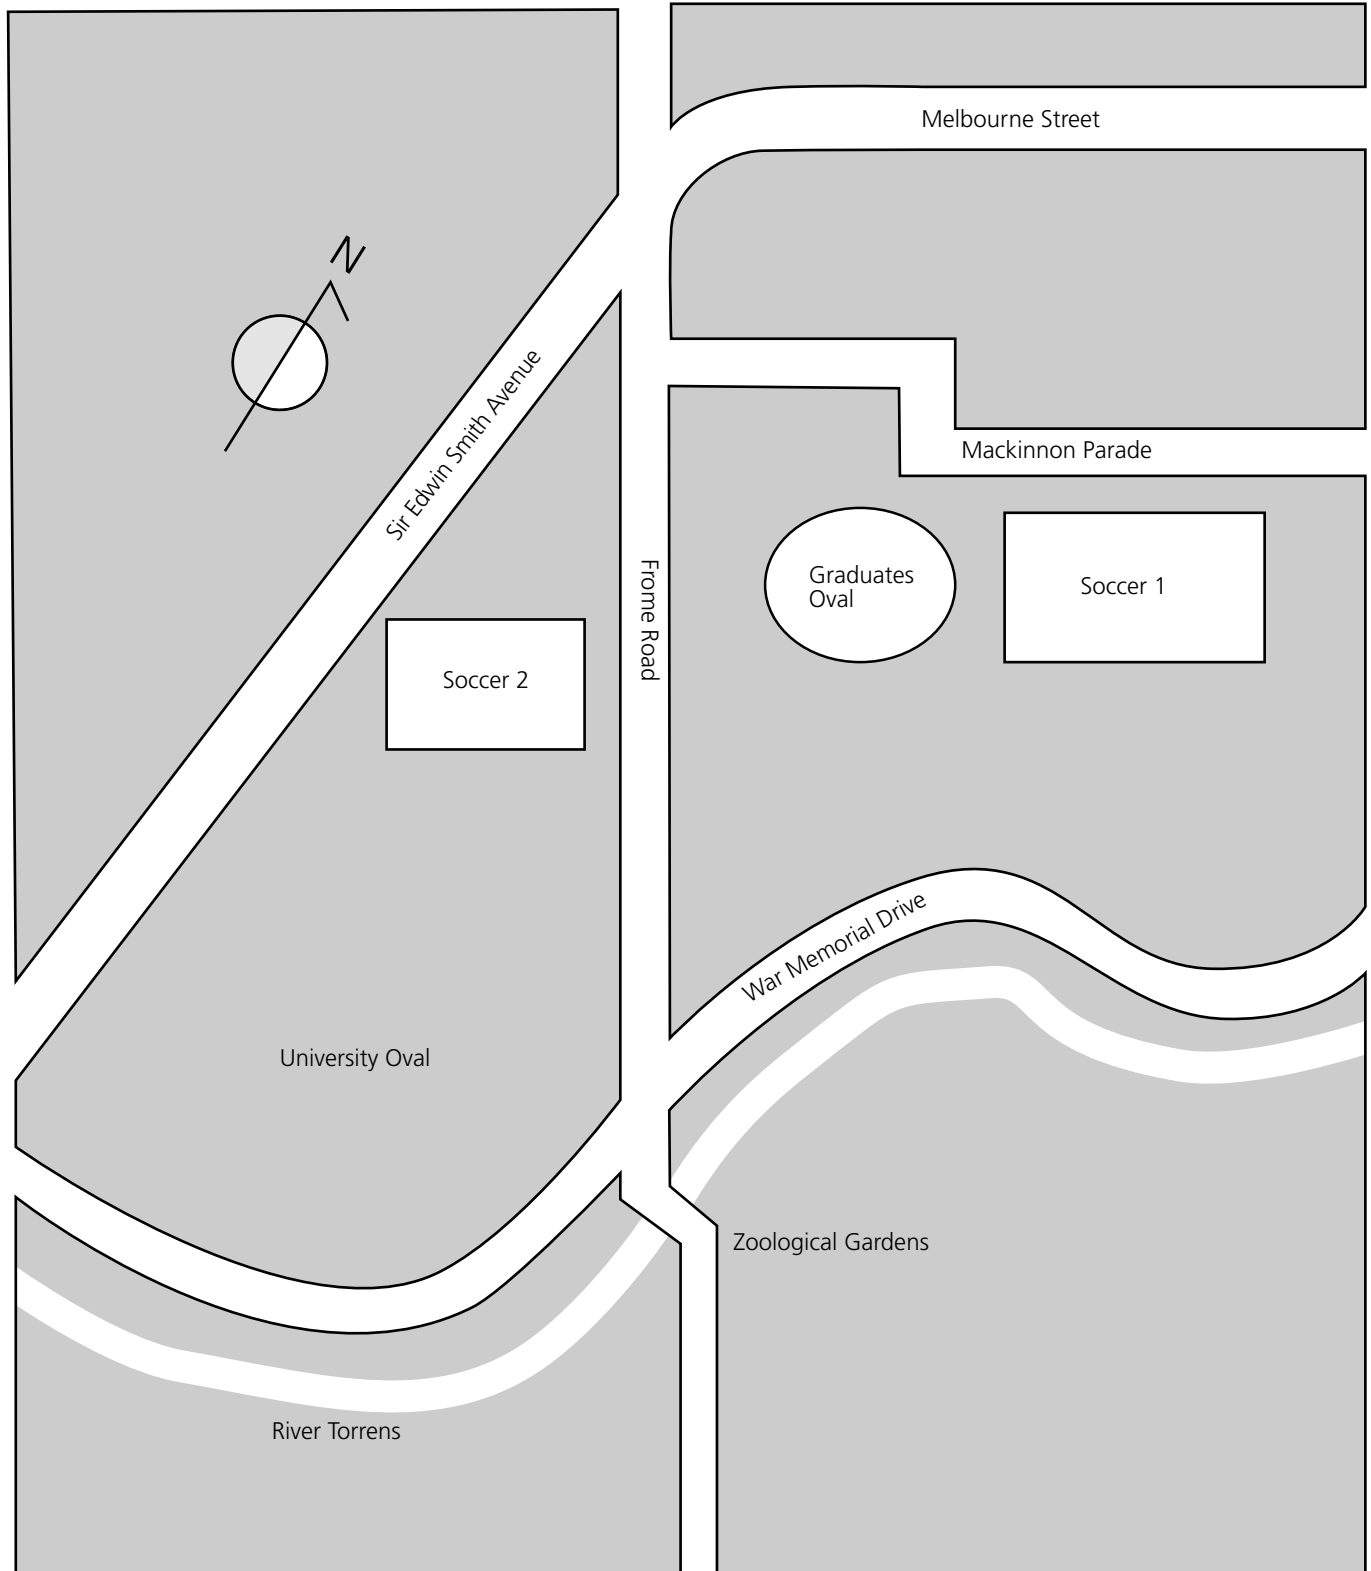 Melbourne Street
N
Sir Edwin Smith Avenue
Mackinnon Parade
Frome Road
Graduates
Oval
Soccer 1
Soccer 2
War Memorial Drive
University Oval
Zoological Gardens
River Torrens